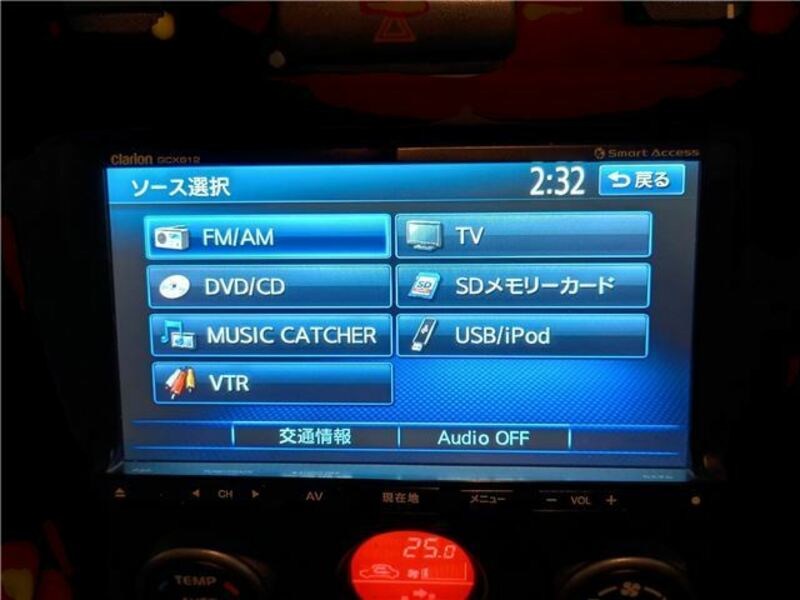 clarion GCX612 Smart Access
ソース選択 2:32 戻る
FM/AM TV
DVD/CD SDメモリーカード
MUSIC CATCHER USB/iPod
VTR
交通情報 Audio OFF
CH AV 現在地 メニュー － VOL ＋
25.0
TEMP
AUTO